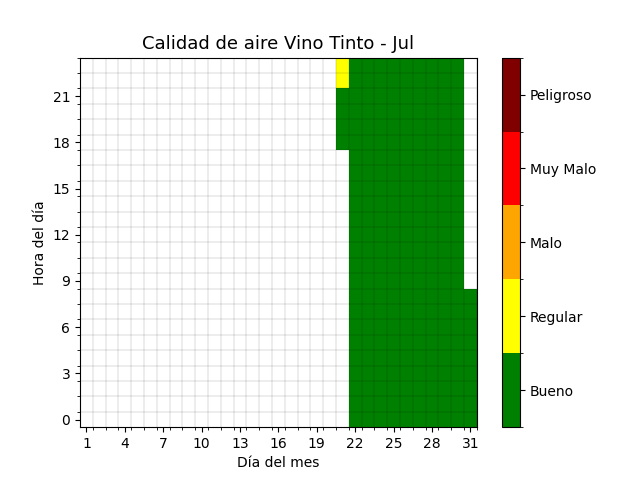 Calidad de aire Vino Tinto - Jul
Hora del día
21
18
15
12
9
6
3
0
1 4 7 10 13 16 19 22 25 28 31
Día del mes
Peligroso
Muy Malo
Malo
Regular
Bueno